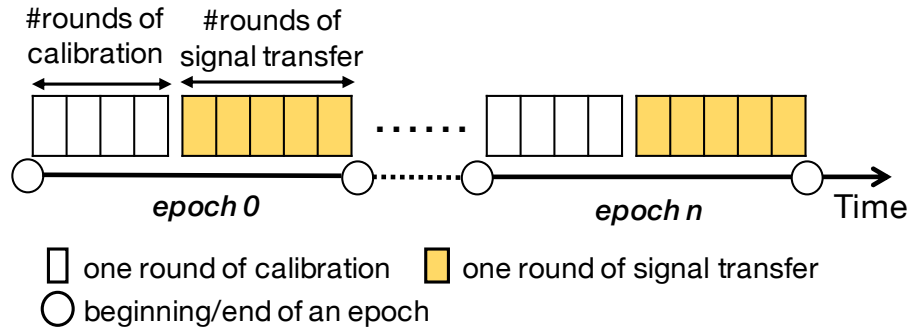 #rounds of
calibration
#rounds of
signal transfer
......
epoch 0
epoch n
Time
one round of calibration
one round of signal transfer
beginning/end of an epoch